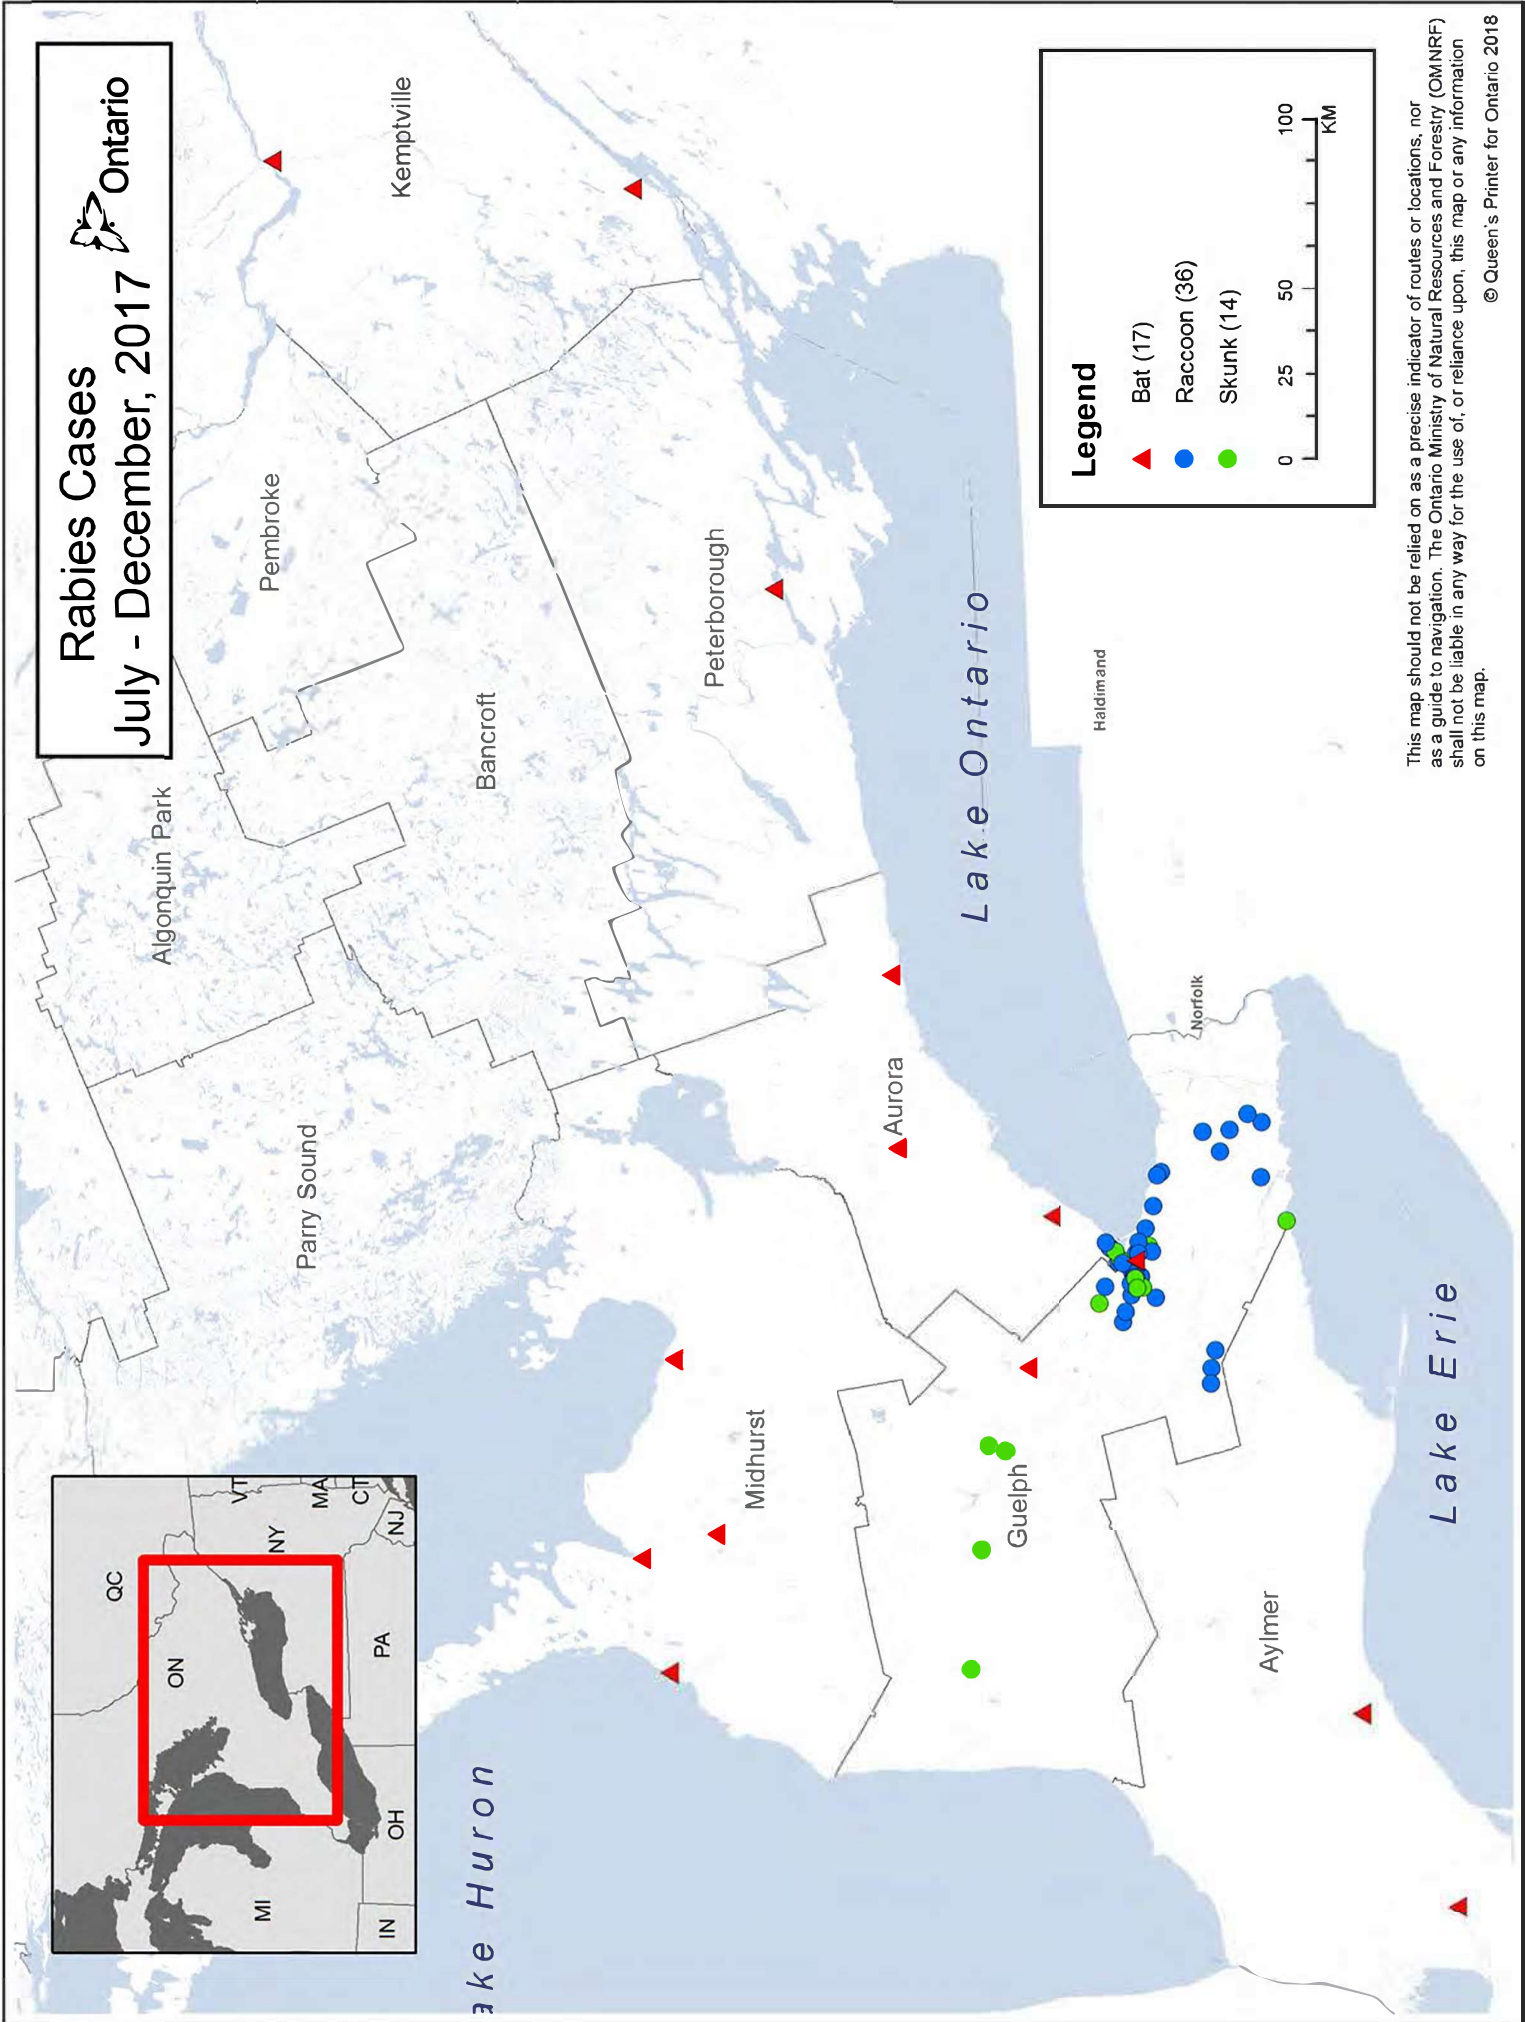 Rabies Cases
July - December, 2017
Ontario
QC
ON
VT
NY
MA
CT
NJ
PA
MI
OH
IN
Algonquin Park
Pembroke
Kemptville
Parry Sound
Bancroft
Peterborough
Midhurst
Aurora
Guelph
Aylmer
Norfolk
Haldimand
ake Huron
Lake Ontario
Lake Erie
Legend
Bat (17)
Raccoon (36)
Skunk (14)
0 25 50 100
KM
This map should not be relied on as a precise indicator of routes or locations, nor
as a guide to navigation. The Ontario Ministry of Natural Resources and Forestry (OMNRF)
shall not be liable in any way for the use of, or reliance upon, this map or any information
on this map.
© Queen's Printer for Ontario 2018